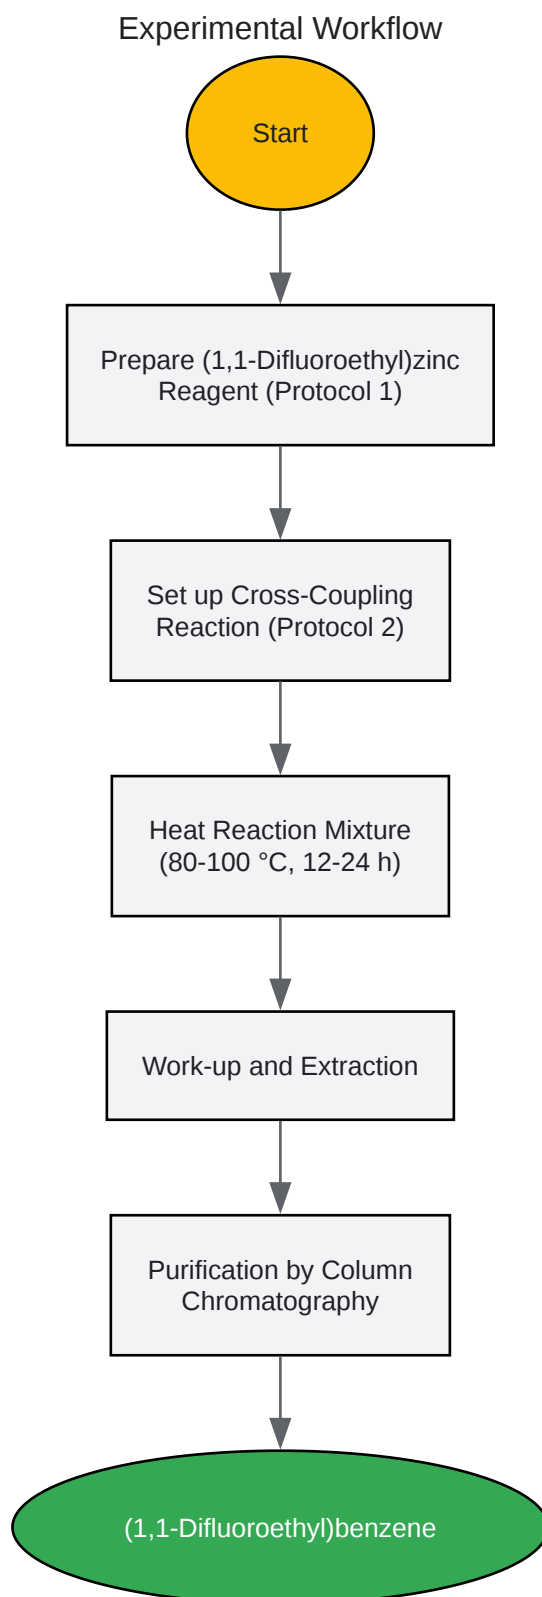 Experimental Workflow
Start
Prepare (1,1-Difluoroethyl)zinc
Reagent (Protocol 1)
Set up Cross-Coupling
Reaction (Protocol 2)
Heat Reaction Mixture
(80-100 °C, 12-24 h)
Work-up and Extraction
Purification by Column
Chromatography
(1,1-Difluoroethyl)benzene